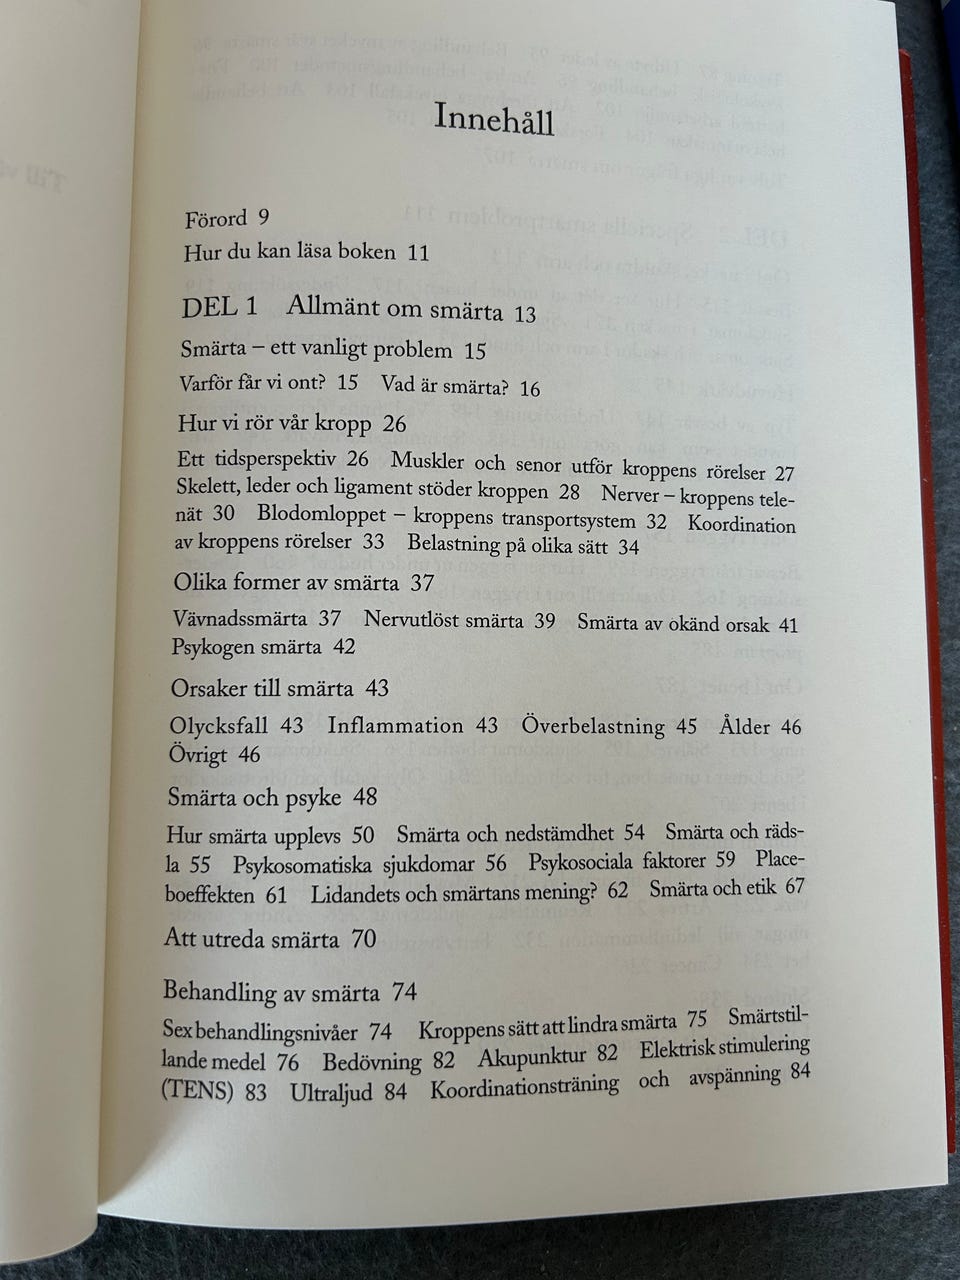 Innehåll
Förord 9
Hur du kan läsa boken 11
DEL 1 Allmänt om smärta 13
Smärta – ett vanligt problem 15
Varför får vi ont? 15 Vad är smärta? 16
Hur vi rör vår kropp 26
Ett tidsperspektiv 26 Muskler och senor utför kroppens rörelser 27
Skelett, leder och ligament stöder kroppen 28 Nerver – kroppens tele-
nät 30 Blodomloppet – kroppens transportsystem 32 Koordination
av kroppens rörelser 33 Belastning på olika sätt 34
Olika former av smärta 37
Vävnadssmärta 37 Nervutlöst smärta 39 Smärta av okänd orsak 41
Psykogen smärta 42
Orsaker till smärta 43
Olycksfall 43 Inflammation 43 Överbelastning 45 Ålder 46
Övrigt 46
Smärta och psyke 48
Hur smärta upplevs 50 Smärta och nedstämdhet 54 Smärta och räds-
la 55 Psykosomatiska sjukdomar 56 Psykosociala faktorer 59 Place-
boeffekten 61 Lidandets och smärtans mening? 62 Smärta och etik 67
Att utreda smärta 70
Behandling av smärta 74
Sex behandlingsnivåer 74 Kroppens sätt att lindra smärta 75 Smärtstil-
lande medel 76 Bedövning 82 Akupunktur 82 Elektrisk stimulering
(TENS) 83 Ultraljud 84 Koordinationsträning och avspänning 84